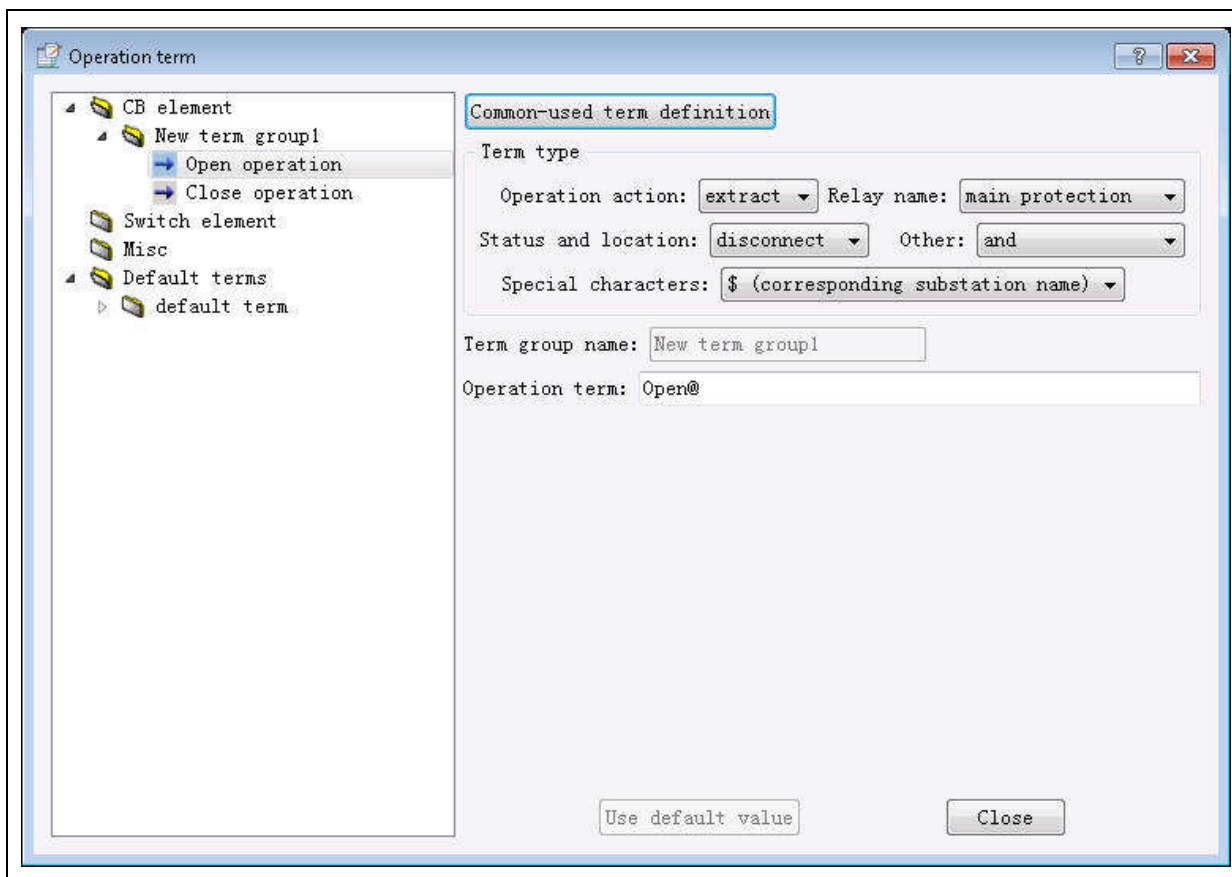 Operation term
CB element
New term group1
Open operation
Close operation
Switch element
Misc
Default terms
default term
Common-used term definition
Term type
Operation action: extract Relay name: main protection
Status and location: disconnect Other: and
Special characters: $ (corresponding substation name)
Term group name: New term group1
Operation term: Open@
Use default value Close